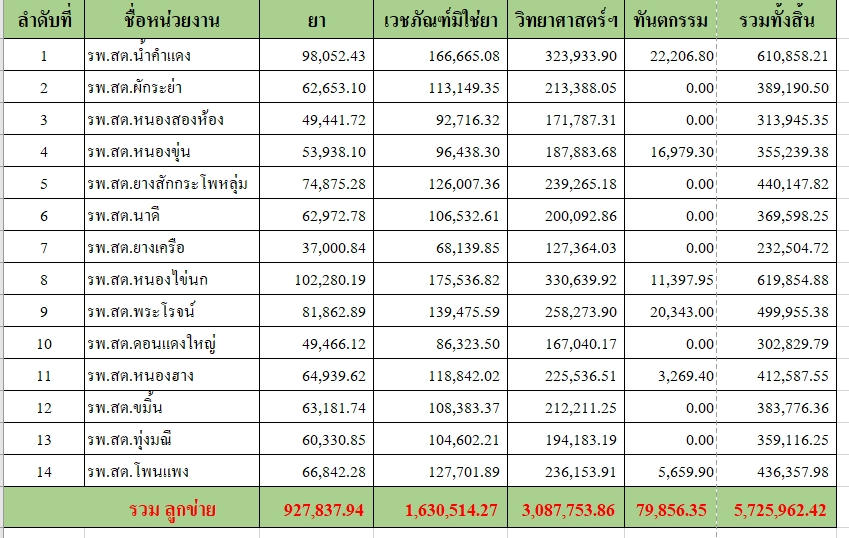 ลำดับที่ ชื่อหน่วยงาน ยา เวชภัณฑ์มิใช่ยา วิทยาศาสตร์ฯ ทันตกรรม รวมทั้งสิ้น
1 รพ.สต.น้ำคำแดง 98,052.43 166,665.08 323,933.90 22,206.80 610,858.21
2 รพ.สต.ผักระย่า 62,653.10 113,149.35 213,388.05 0.00 389,190.50
3 รพ.สต.หนองสองห้อง 49,441.72 92,716.32 171,787.31 0.00 313,945.35
4 รพ.สต.หนองขุ่น 53,938.10 96,438.30 187,883.68 16,979.30 355,239.38
5 รพ.สต.ยางสักกระโพหลุ่ม 74,875.28 126,007.36 239,265.18 0.00 440,147.82
6 รพ.สต.นาดี 62,972.78 106,532.61 200,092.86 0.00 369,598.25
7 รพ.สต.ยางเครือ 37,000.84 68,139.85 127,364.03 0.00 232,504.72
8 รพ.สต.หนองไข่นก 102,280.19 175,536.82 330,639.92 11,397.95 619,854.88
9 รพ.สต.พระโรจน์ 81,862.89 139,475.59 258,273.90 20,343.00 499,955.38
10 รพ.สต.ดอนแดงใหญ่ 49,466.12 86,323.50 167,040.17 0.00 302,829.79
11 รพ.สต.หนองฮาง 64,939.62 118,842.02 225,536.51 3,269.40 412,587.55
12 รพ.สต.ขมิ้น 63,181.74 108,383.37 212,211.25 0.00 383,776.36
13 รพ.สต.ทุ่งมณี 60,330.85 104,602.21 194,183.19 0.00 359,116.25
14 รพ.สต.โพนแพง 66,842.28 127,701.89 236,153.91 5,659.90 436,357.98
รวม ลูกข่าย 927,837.94 1,630,514.27 3,087,753.86 79,856.35 5,725,962.42